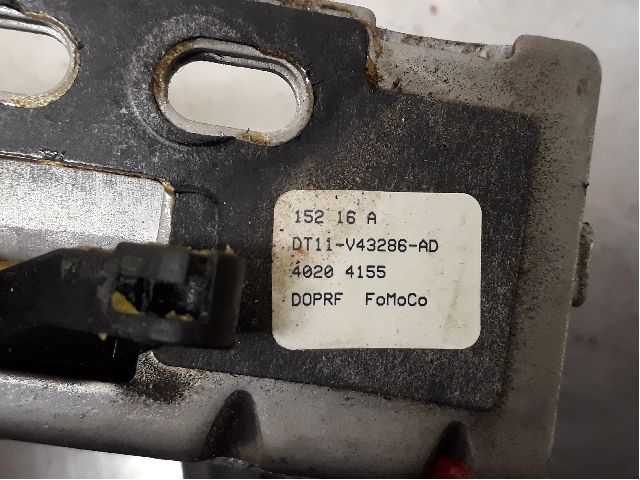 152 16 A
DT11-V43286-AD
4020 4155
DOPRF FoMoCo